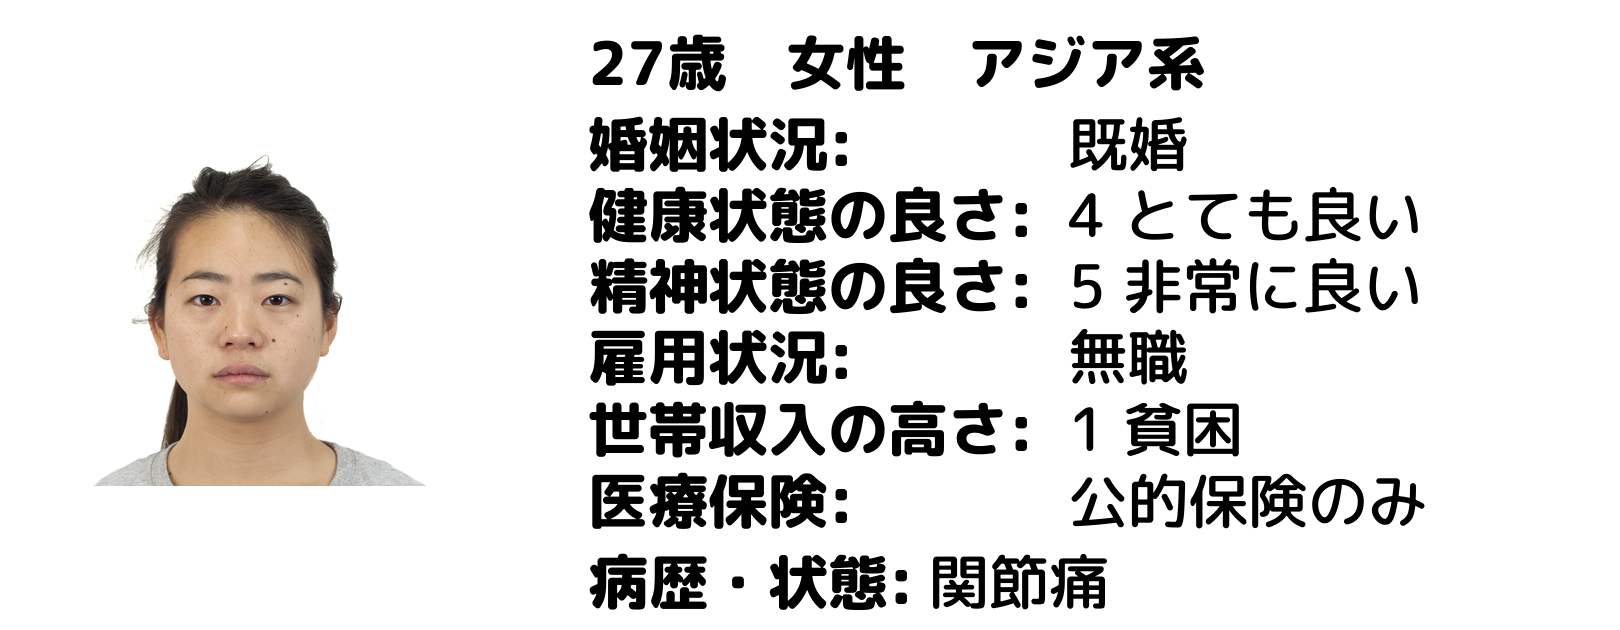 27歳　女性　アジア系
婚姻状況: 既婚
健康状態の良さ: 4 とても良い
精神状態の良さ: 5 非常に良い
雇用状況: 無職
世帯収入の高さ: 1 貧困
医療保険: 公的保険のみ
病歴・状態: 関節痛